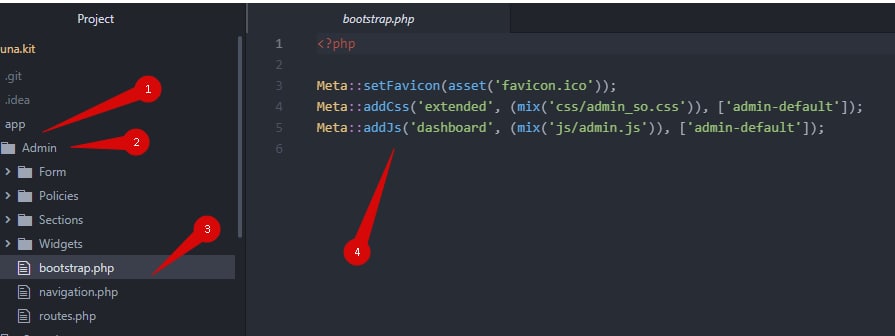 Project
una.kit
.git
.idea
1
app
2
Admin
Form
Policies
Sections
3
Widgets
bootstrap.php
navigation.php
routes.php
bootstrap.php
1 <?php
2
3 Meta::setFavicon(asset('favicon.ico'));
4 Meta::addCss('extended', (mix('css/admin_so.css')), ['admin-default']);
5 Meta::addJs('dashboard', (mix('js/admin.js')), ['admin-default']);
6
4